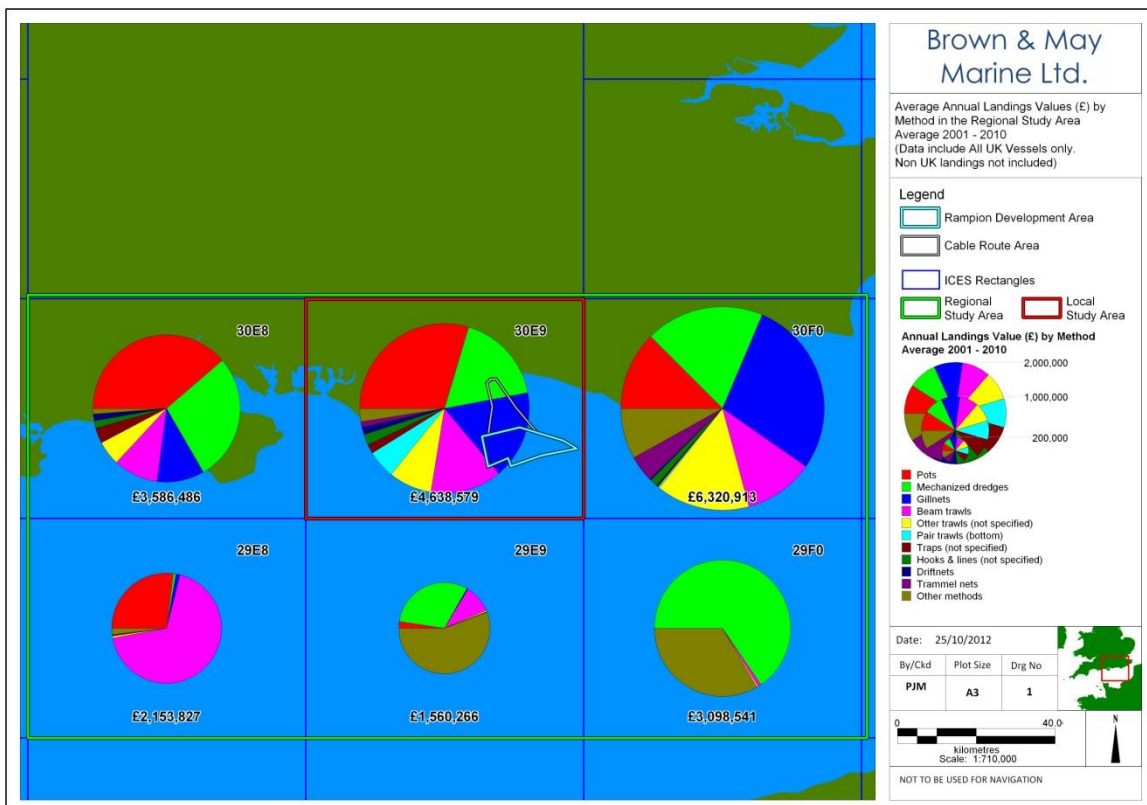 30E8
30E9
30F0
£3,586,486
£4,638,579
£6,320,913
29E8
29E9
29F0
£2,153,827
£1,560,266
£3,098,541
Brown & May
Marine Ltd.
Average Annual Landings Values (£) by
Method in the Regional Study Area
Average 2001 - 2010
(Data include All UK Vessels only.
Non UK landings not included)
Legend
Rampion Development Area
Cable Route Area
ICES Rectangles
Regional Study Area
Local Study Area
Annual Landings Value (£) by Method
Average 2001 - 2010
2,000,000
1,000,000
200,000
Pots
Mechanized dredges
Gillnets
Beam trawls
Otter trawls (not specified)
Pair trawls (bottom)
Traps (not specified)
Hooks & lines (not specified)
Driftnets
Trammel nets
Other methods
Date: 25/10/2012
By/Ckd Plot Size Drg No
PJM A3 1
0 40.0
kilometres
Scale: 1:710,000
N
NOT TO BE USED FOR NAVIGATION